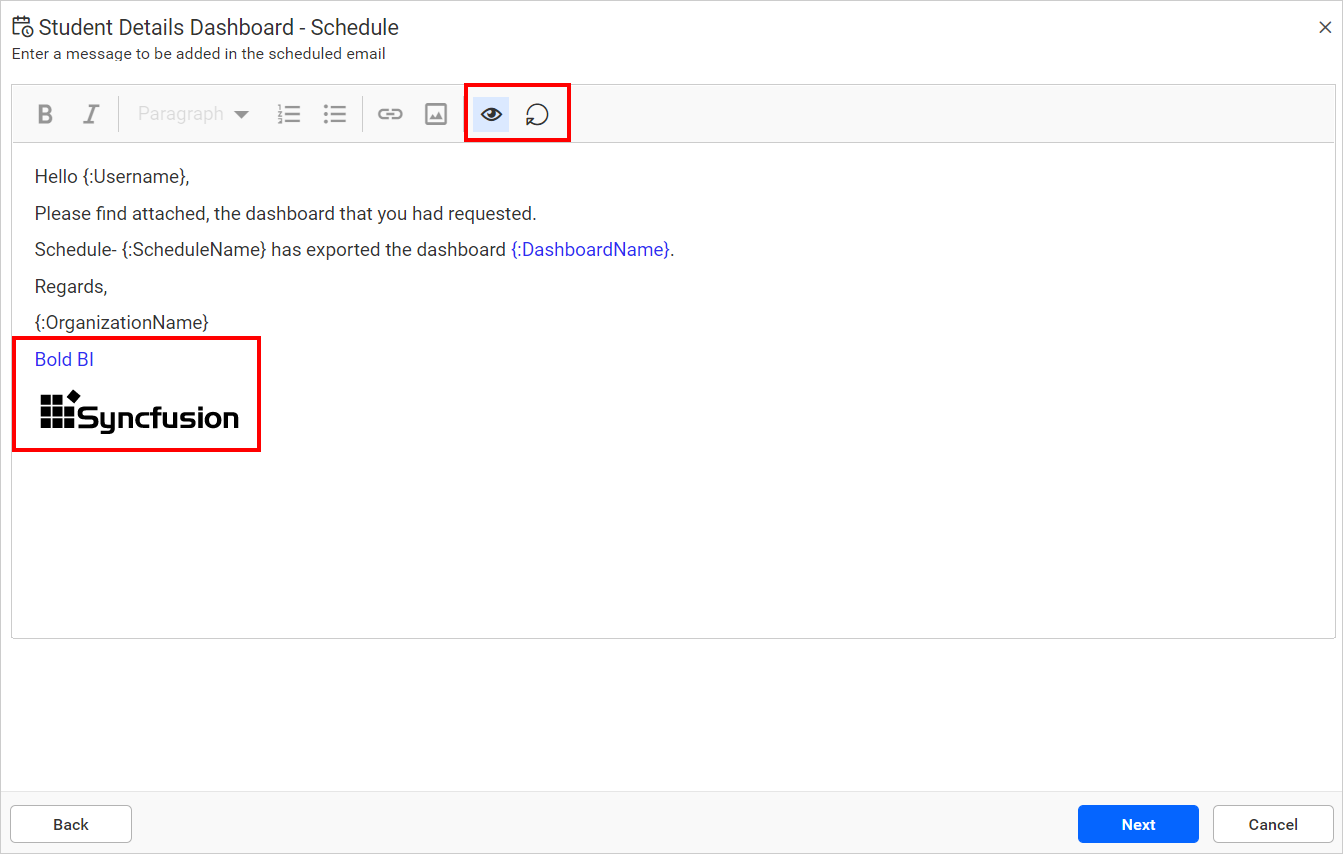 Student Details Dashboard - Schedule
Enter a message to be added in the scheduled email
B I Paragraph
Hello {:Username},
Please find attached, the dashboard that you had requested.
Schedule- {:ScheduleName} has exported the dashboard {:DashboardName}.
Regards,
{:OrganizationName}
Bold BI
Syncfusion
Back Next Cancel